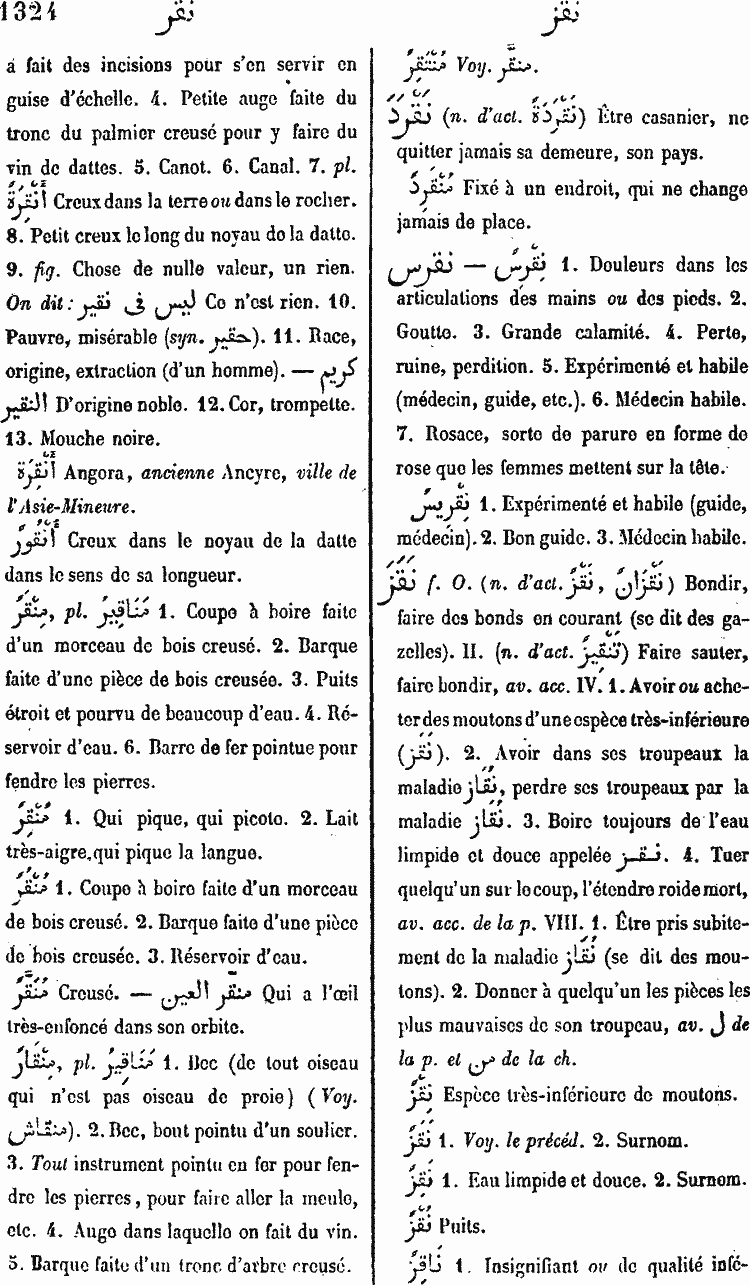 1324
نقر
نقز
a fait des incisions pour s'en servir en
guise d'échelle. 4. Petite auge faite du
tronc du palmier creusé pour y faire du
vin de dattes. 5. Canot. 6. Canal. 7. pl.
أَنْقِرَةٌ Creux dans la terre ou dans le rocher.
8. Petit creux le long du noyau de la datte.
9. fig. Chose de nulle valeur, un rien.
On dit : ليس فى نقير Ce n'est rien. 10.
Pauvre, misérable (syn. حقير). 11. Race,
origine, extraction (d'un homme). — كريم
النقير D'origine noble. 12. Cor, trompette.
13. Mouche noire.
أَنْقَرَةُ Angora, ancienne Ancyre, ville de
l'Asie-Mineure.
أُنْقُورٌ Creux dans le noyau de la datte
dans le sens de sa longueur.
مِنْقَرٌ, pl. مَنَاقِيرُ 1. Coupe à boire faite
d'un morceau de bois creusé. 2. Barque
faite d'une pièce de bois creusée. 3. Puits
étroit et pourvu de beaucoup d'eau. 4. Ré-
servoir d'eau. 6. Barre de fer pointue pour
fendre les pierres.
مُنْقِرٌ 1. Qui pique, qui picote. 2. Lait
très-aigre, qui pique la langue.
مُنْقُرٌ 1. Coupe à boire faite d'un morceau
de bois creusé. 2. Barque faite d'une pièce
de bois creusée. 3. Réservoir d'eau.
مُنَقَّرٌ Creusé. — منقّر العين Qui a l'œil
très-enfoncé dans son orbite.
مِنْقَارٌ, pl. مَنَاقِيرُ 1. Bec (de tout oiseau
qui n'est pas oiseau de proie) (Voy.
منقاش). 2. Bec, bout pointu d'un soulier.
3. Tout instrument pointu en fer pour fen-
dre les pierres, pour faire aller la meule,
etc. 4. Auge dans laquelle on fait du vin.
5. Barque faite d'un tronc d'arbre creusé.
مُنْتَقِرٌ Voy. منقّر.
نَقْرَدَ (n. d'act. نَقْرَدَةٌ) Être casanier, ne
quitter jamais sa demeure, son pays.
مُنَقْرِدٌ Fixé à un endroit, qui ne change
jamais de place.
نقرس — نِقْرِسٌ 1. Douleurs dans les
articulations des mains ou des pieds. 2.
Goutte. 3. Grande calamité. 4. Perte,
ruine, perdition. 5. Expérimenté et habile
(médecin, guide, etc.). 6. Médecin habile.
7. Rosace, sorte de parure en forme de
rose que les femmes mettent sur la tête.
نِقْرِيسٌ 1. Expérimenté et habile (guide,
médecin). 2. Bon guide. 3. Médecin habile.
نَقَزَ f. O. (n. d'act. نَقْزٌ, نَقَزَانٌ) Bondir,
faire des bonds en courant (se dit des ga-
zelles). II. (n. d'act. تَنْقِيزٌ) Faire sauter,
faire bondir, av. acc. IV. 1. Avoir ou ache-
ter des moutons d'une espèce très-inférieure
(نقز). 2. Avoir dans ses troupeaux la
maladie نُقَاز, perdre ses troupeaux par la
maladie نُقَاز. 3. Boire toujours de l'eau
limpide et douce appelée نقز. 4. Tuer
quelqu'un sur le coup, l'étendre roide mort,
av. acc. de la p. VIII. 1. Être pris subite-
ment de la maladie نُقَاز (se dit des mou-
tons). 2. Donner à quelqu'un les pièces les
plus mauvaises de son troupeau, av. ل de
la p. et من de la ch.
نِقْزٌ Espèce très-inférieure de moutons.
نَقَزٌ 1. Voy. le précéd. 2. Surnom.
نِقْزٌ 1. Eau limpide et douce. 2. Surnom.
نُقْزٌ Puits.
نَاقِزٌ 1. Insignifiant ou de qualité infé-